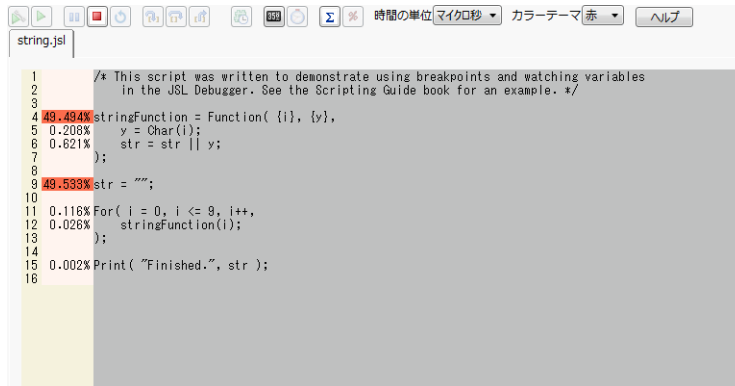 359 Σ % 時間の単位 マイクロ秒 カラーテーマ 赤 ヘルプ
string.jsl
1 /* This script was written to demonstrate using breakpoints and watching variables
2 in the JSL Debugger. See the Scripting Guide book for an example. */
3
4 49.494% stringFunction = Function( {i}, {y},
5 0.208% y = Char(i);
6 0.621% str = str || y;
7 );
8
9 49.533% str = "";
10
11 0.116% For( i = 0, i <= 9, i++,
12 0.026% stringFunction(i);
13 );
14
15 0.002% Print( "Finished.", str );
16